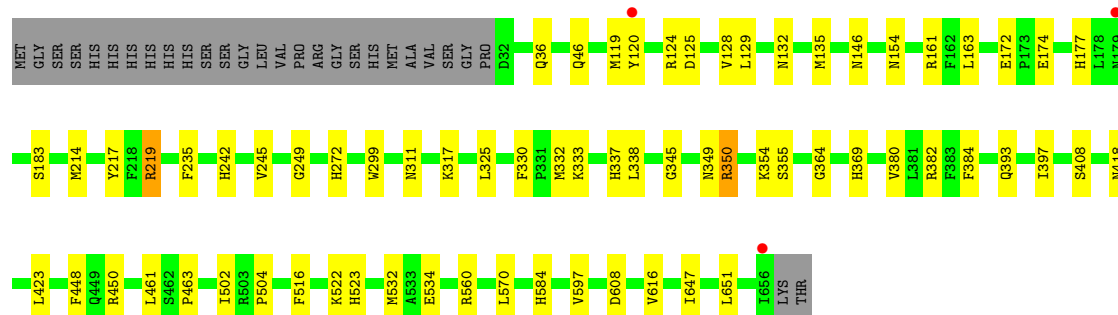 MET GLY SER SER HIS HIS HIS HIS HIS HIS SER SER GLY LEU VAL PRO ARG GLY SER HIS MET ALA VAL SER GLY PRO D32 Q36 Q46 M119 Y120 R124 D125 V128 L129 N132 M135 N146 N154 R161 F162 L163 E172 P173 E174 H177 L178 N179
S183 M214 Y217 F218 R219 F235 H242 V245 G249 H272 W299 N311 K317 L325 F330 P331 M332 K333 H337 L338 G345 N349 R350 K354 S355 G364 H369 V380 L381 R382 F383 F384 Q393 I397 S408 N418
L423 F448 Q449 R450 L461 S462 P463 I502 R503 P504 F516 K522 H523 M532 A533 E534 R560 L570 H584 V597 D608 V616 I647 L651 I656 LYS THR